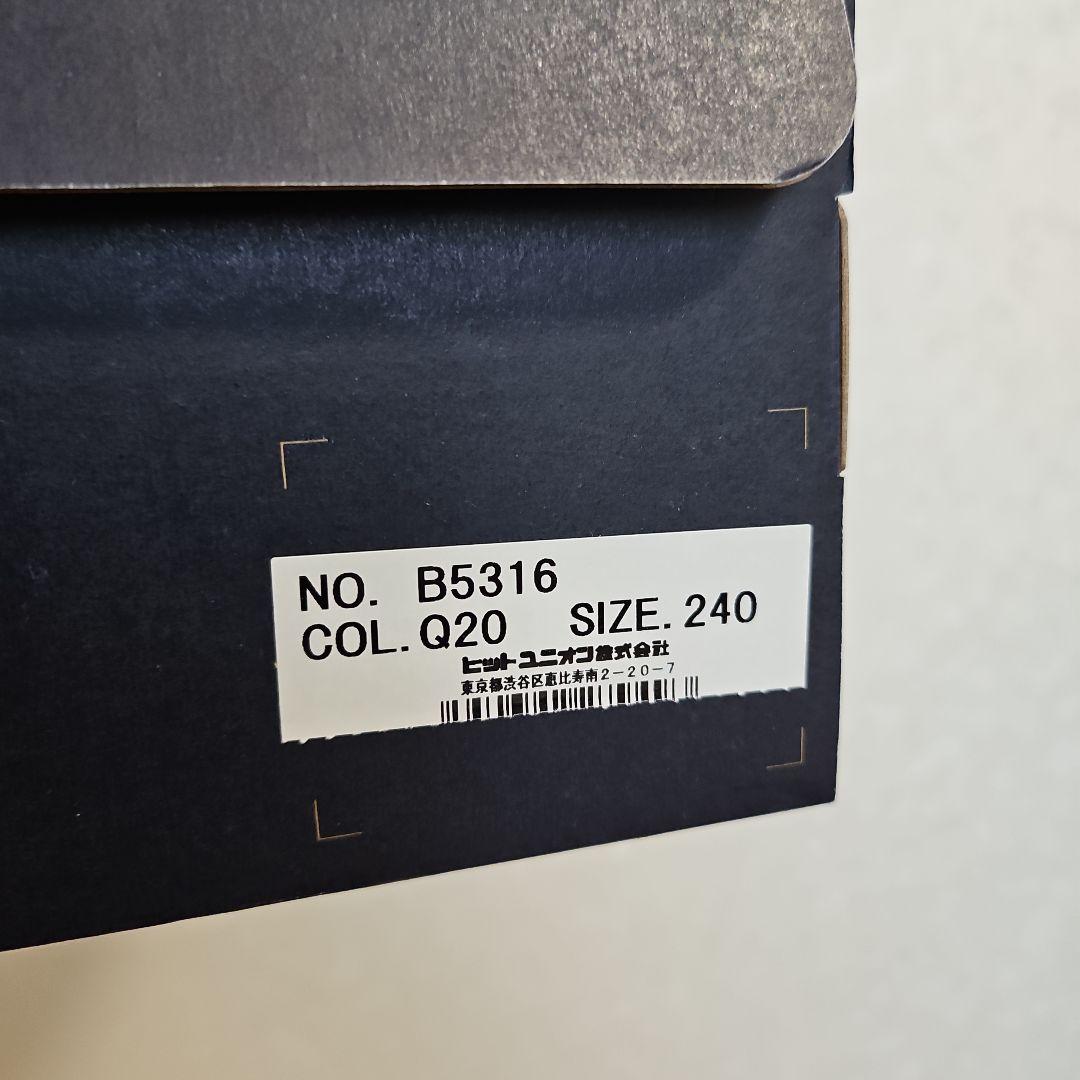 NO. B5316
COL.Q20 SIZE.240
ヒットユニオン株式会社
東京都渋谷区恵比寿南2-20-7